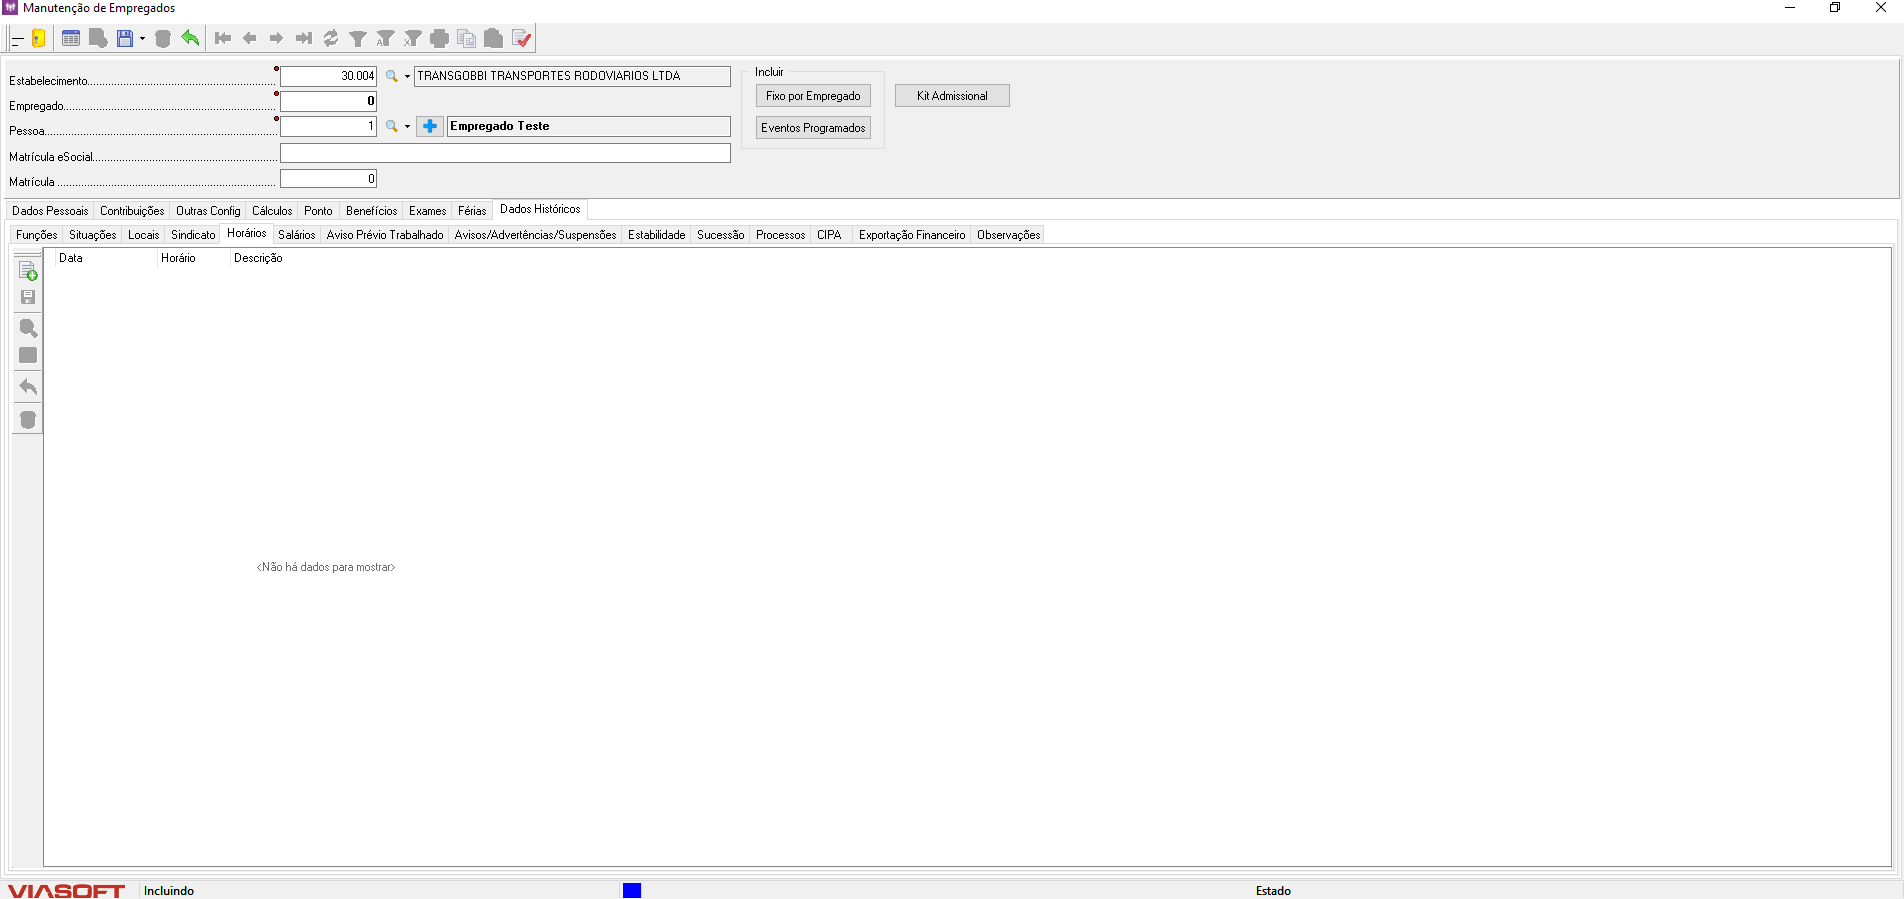 Manutenção de Empregados
Estabelecimento 30.004 TRANSGOBBI TRANSPORTES RODOVIARIOS LTDA
Empregado 0
Pessoa 1 Empregado Teste
Matrícula eSocial
Matrícula 0
Incluir
Fixo por Empregado
Eventos Programados
Kit Admissional
Dados Pessoais Contribuições Outras Config Cálculos Ponto Benefícios Exames Férias Dados Históricos
Funções Situações Locais Sindicato Horários Salários Aviso Prévio Trabalhado Avisos/Advertências/Suspensões Estabilidade Sucessão Processos CIPA Exportação Financeiro Observações
Data Horário Descrição
<Não há dados para mostrar>
VIASOFT Incluindo Estado